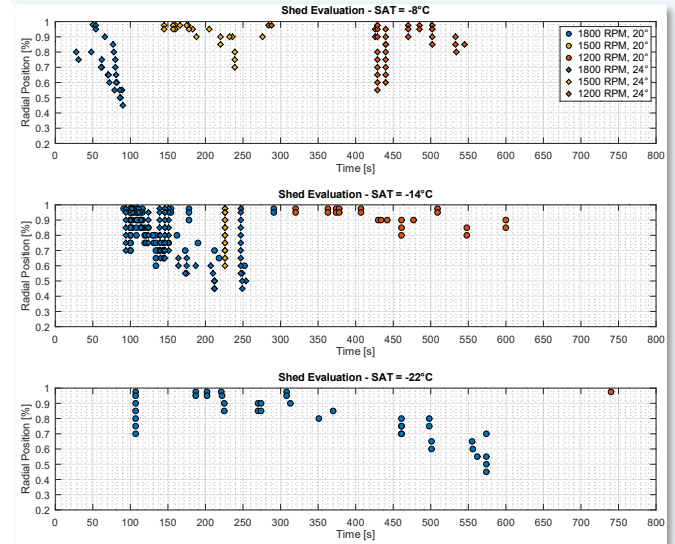 Shed Evaluation - SAT = -8°C
Radial Position [%]
1
0.9
0.8
0.7
0.6
0.5
0.4
0.3
0.2
0 50 100 150 200 250 300 350 400 450 500 550 600 650 700 750 800
Time [s]
1800 RPM, 20°
1500 RPM, 20°
1200 RPM, 20°
1800 RPM, 24°
1500 RPM, 24°
1200 RPM, 24°
Shed Evaluation - SAT = -14°C
Radial Position [%]
1
0.9
0.8
0.7
0.6
0.5
0.4
0.3
0.2
0 50 100 150 200 250 300 350 400 450 500 550 600 650 700 750 800
Time [s]
Shed Evaluation - SAT = -22°C
Radial Position [%]
1
0.9
0.8
0.7
0.6
0.5
0.4
0.3
0.2
0 50 100 150 200 250 300 350 400 450 500 550 600 650 700 750 800
Time [s]